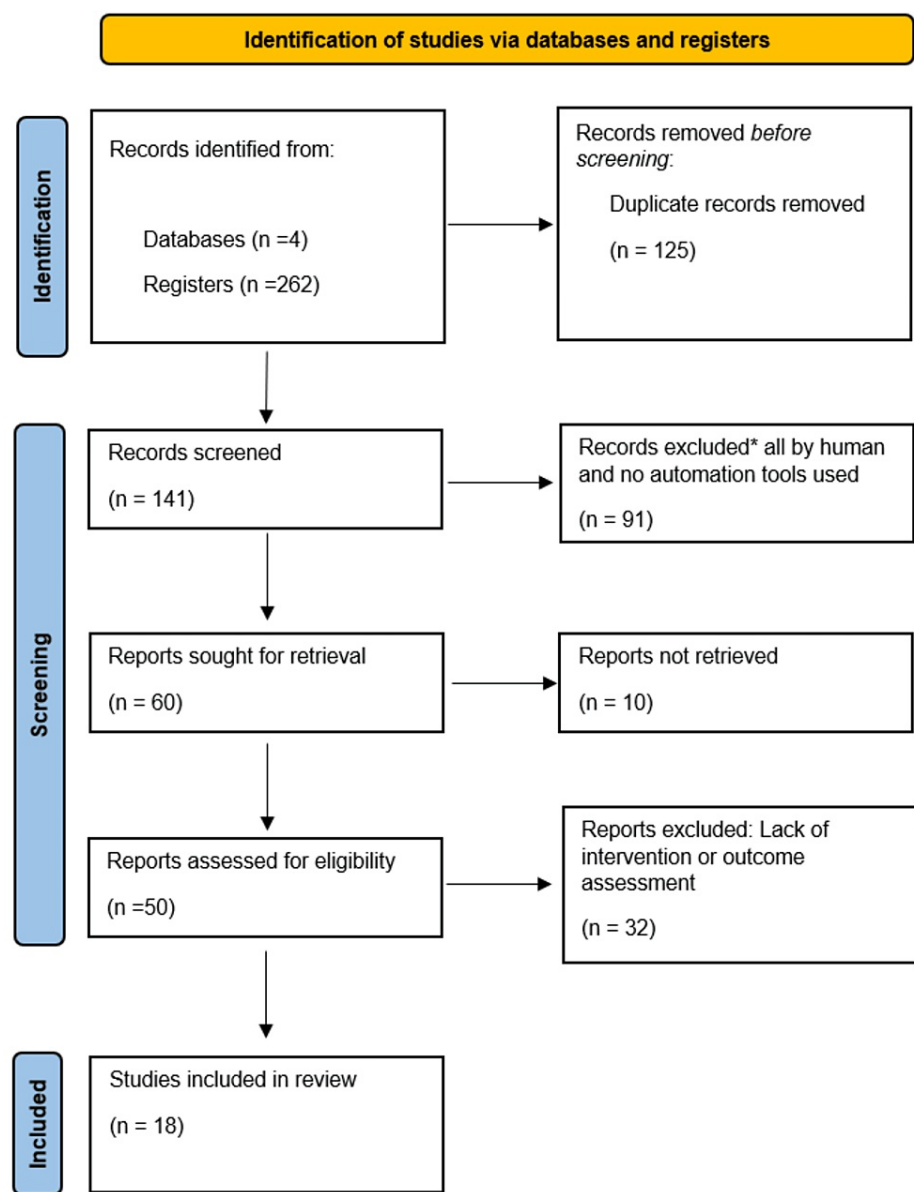 Identification of studies via databases and registers
Identification
Records identified from:
Databases (n =4)
Registers (n =262)
Records removed before
screening:
Duplicate records removed
(n = 125)
Screening
Records screened
(n = 141)
Records excluded* all by human
and no automation tools used
(n = 91)
Reports sought for retrieval
(n = 60)
Reports not retrieved
(n = 10)
Reports assessed for eligibility
(n =50)
Reports excluded: Lack of
intervention or outcome
assessment
(n = 32)
Included
Studies included in review
(n = 18)